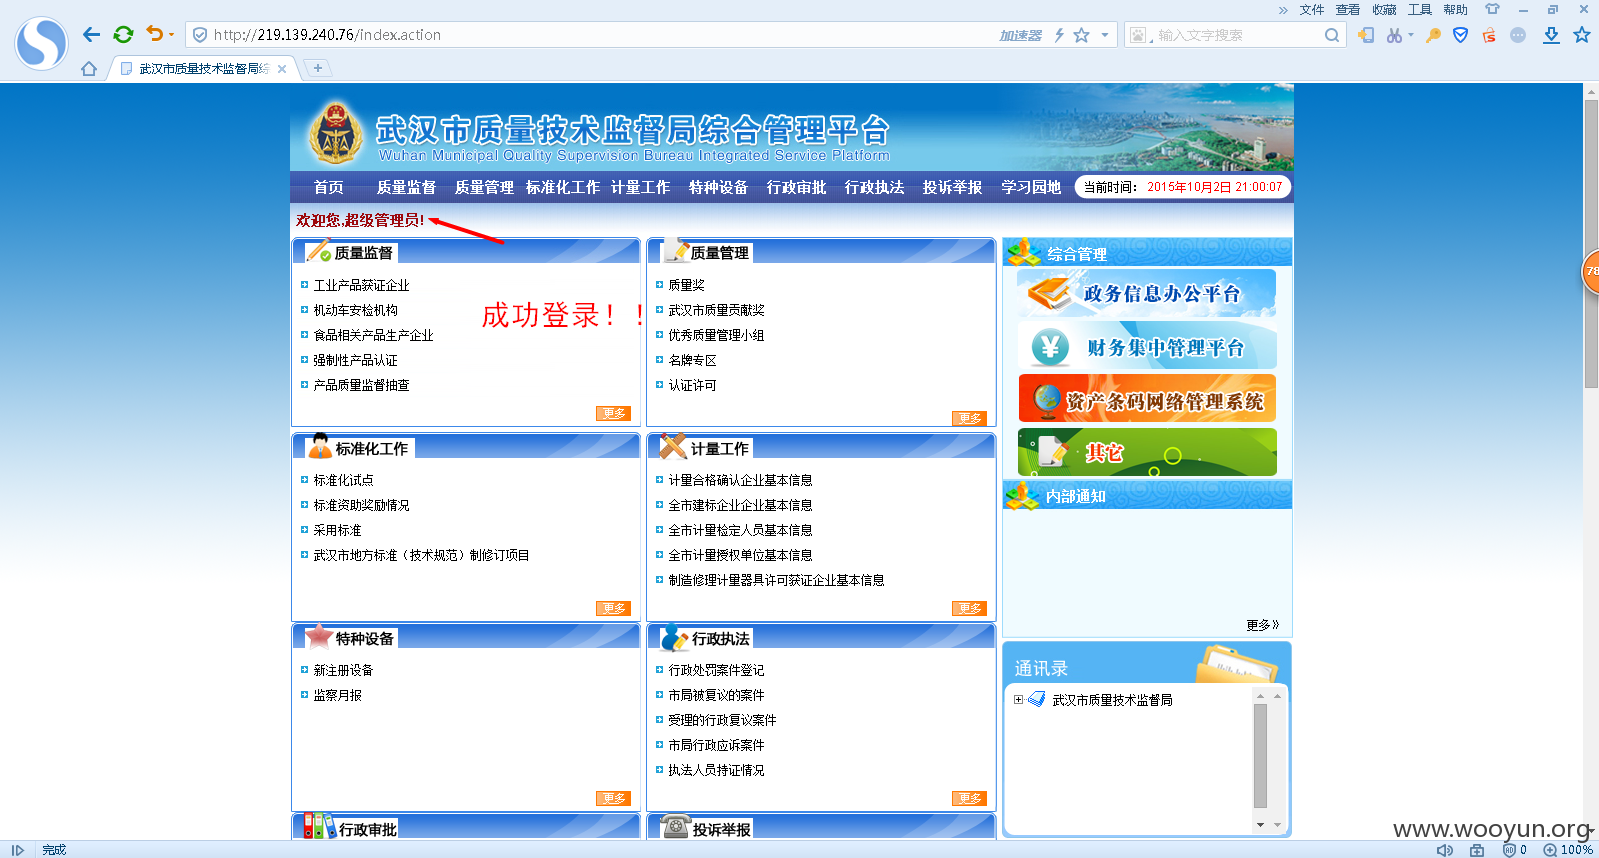 » 文件 查看 收藏 工具 帮助
http://219.139.240.76/index.action 加速器 输入文字搜索
武汉市质量技术监督局综
武汉市质量技术监督局综合管理平台
Wuhan Municipal Quality Supervision Bureau Integrated Service Platform
首页 质量监督 质量管理 标准化工作 计量工作 特种设备 行政审批 行政执法 投诉举报 学习园地 当前时间： 2015年10月2日 21:00:07
欢迎您,超级管理员!
质量监督
工业产品获证企业
机动车安检机构
食品相关产品生产企业
强制性产品认证
产品质量监督抽查
更多
成功登录！！
质量管理
质量奖
武汉市质量贡献奖
优秀质量管理小组
名牌专区
认证许可
更多
综合管理
政务信息办公平台
财务集中管理平台
资产条码网络管理系统
其它
78
标准化工作
标准化试点
标准资助奖励情况
采用标准
武汉市地方标准（技术规范）制修订项目
更多
计量工作
计量合格确认企业基本信息
全市建标企业企业基本信息
全市计量检定人员基本信息
全市计量授权单位基本信息
制造修理计量器具许可获证企业基本信息
更多
内部通知
更多》
特种设备
新注册设备
监察月报
更多
行政执法
行政处罚案件登记
市局被复议的案件
受理的行政复议案件
市局行政应诉案件
执法人员持证情况
更多
通讯录
武汉市质量技术监督局
行政审批
投诉举报
www.wooyun.org
完成 0 100%